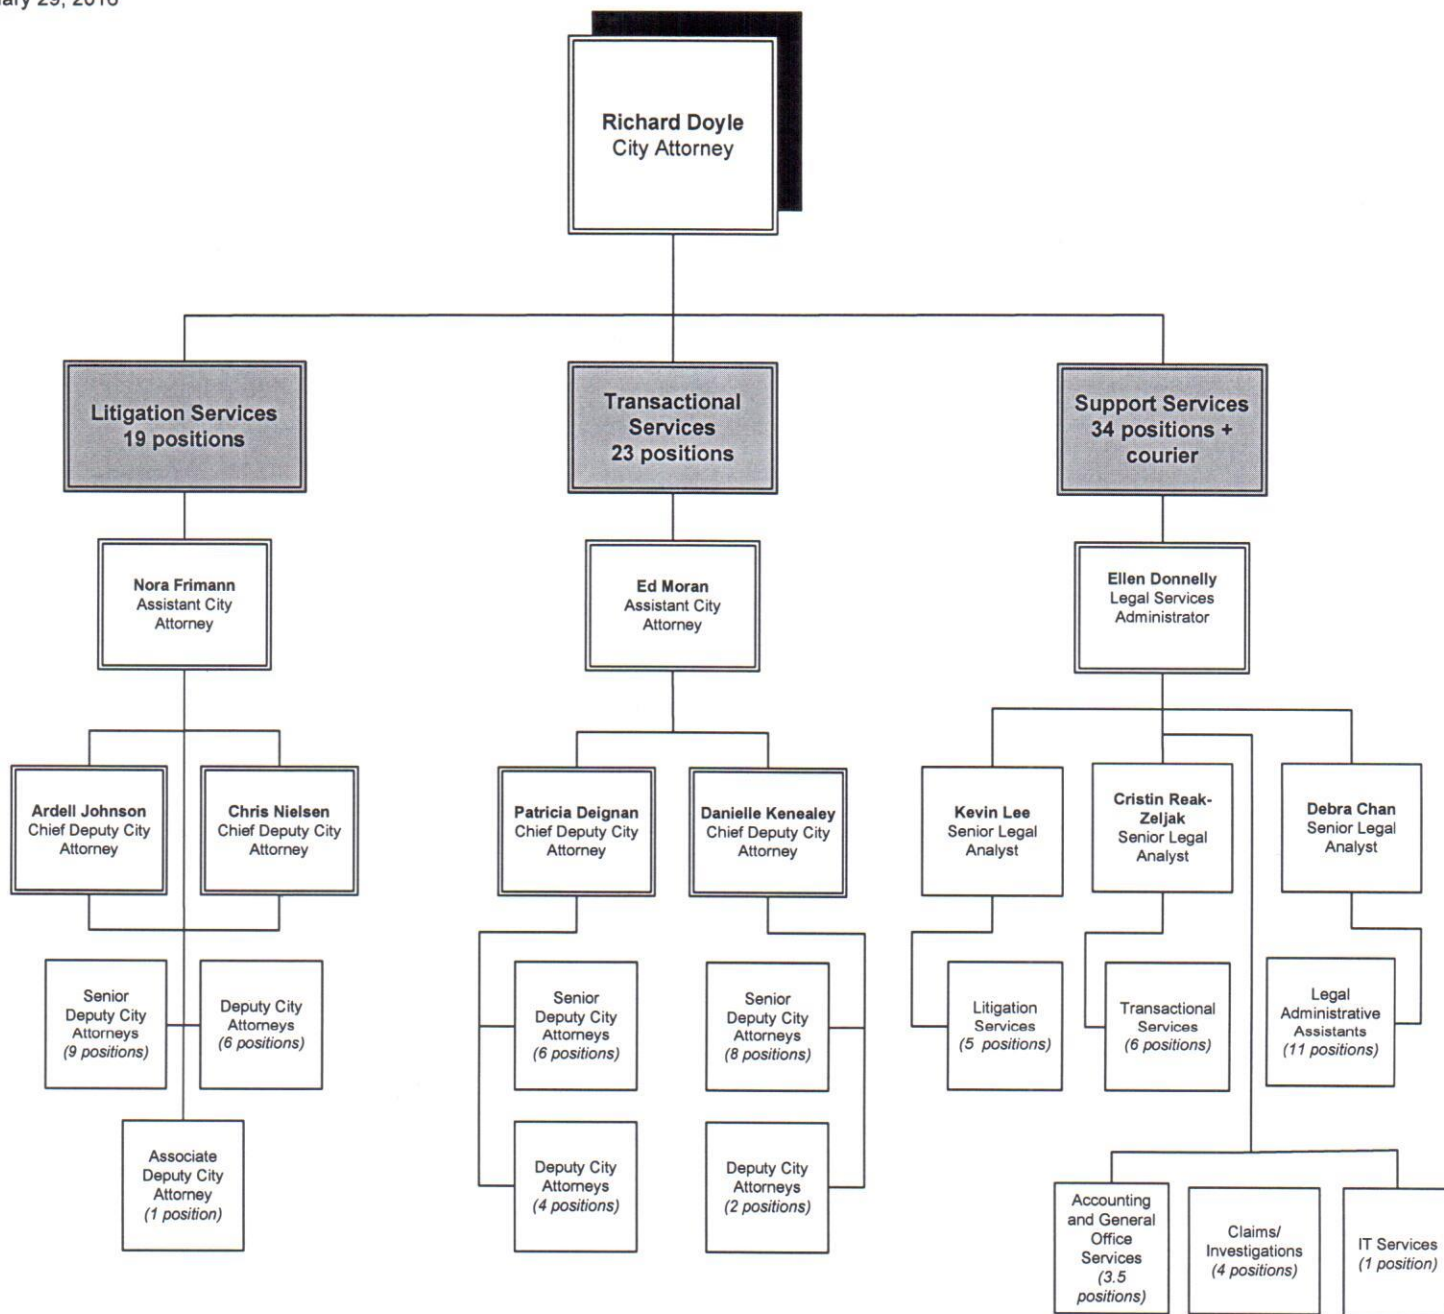 29, 2016
Richard Doyle
City Attorney
Litigation Services
19 positions
Transactional
Services
23 positions
Support Services
34 positions +
courier
Nora Frimann
Assistant City
Attorney
Ed Moran
Assistant City
Attorney
Ellen Donnelly
Legal Services
Administrator
Ardell Johnson
Chief Deputy City
Attorney
Chris Nielsen
Chief Deputy City
Attorney
Patricia Deignan
Chief Deputy City
Attorney
Danielle Kenealey
Chief Deputy City
Attorney
Kevin Lee
Senior Legal
Analyst
Cristin Reak-
Zeljak
Senior Legal
Analyst
Debra Chan
Senior Legal
Analyst
Senior
Deputy City
Attorneys
(9 positions)
Deputy City
Attorneys
(6 positions)
Senior
Deputy City
Attorneys
(6 positions)
Senior
Deputy City
Attorneys
(8 positions)
Litigation
Services
(5 positions)
Transactional
Services
(6 positions)
Legal
Administrative
Assistants
(11 positions)
Associate
Deputy City
Attorney
(1 position)
Deputy City
Attorneys
(4 positions)
Deputy City
Attorneys
(2 positions)
Accounting
and General
Office
Services
(3.5
positions)
Claims/
Investigations
(4 positions)
IT Services
(1 position)